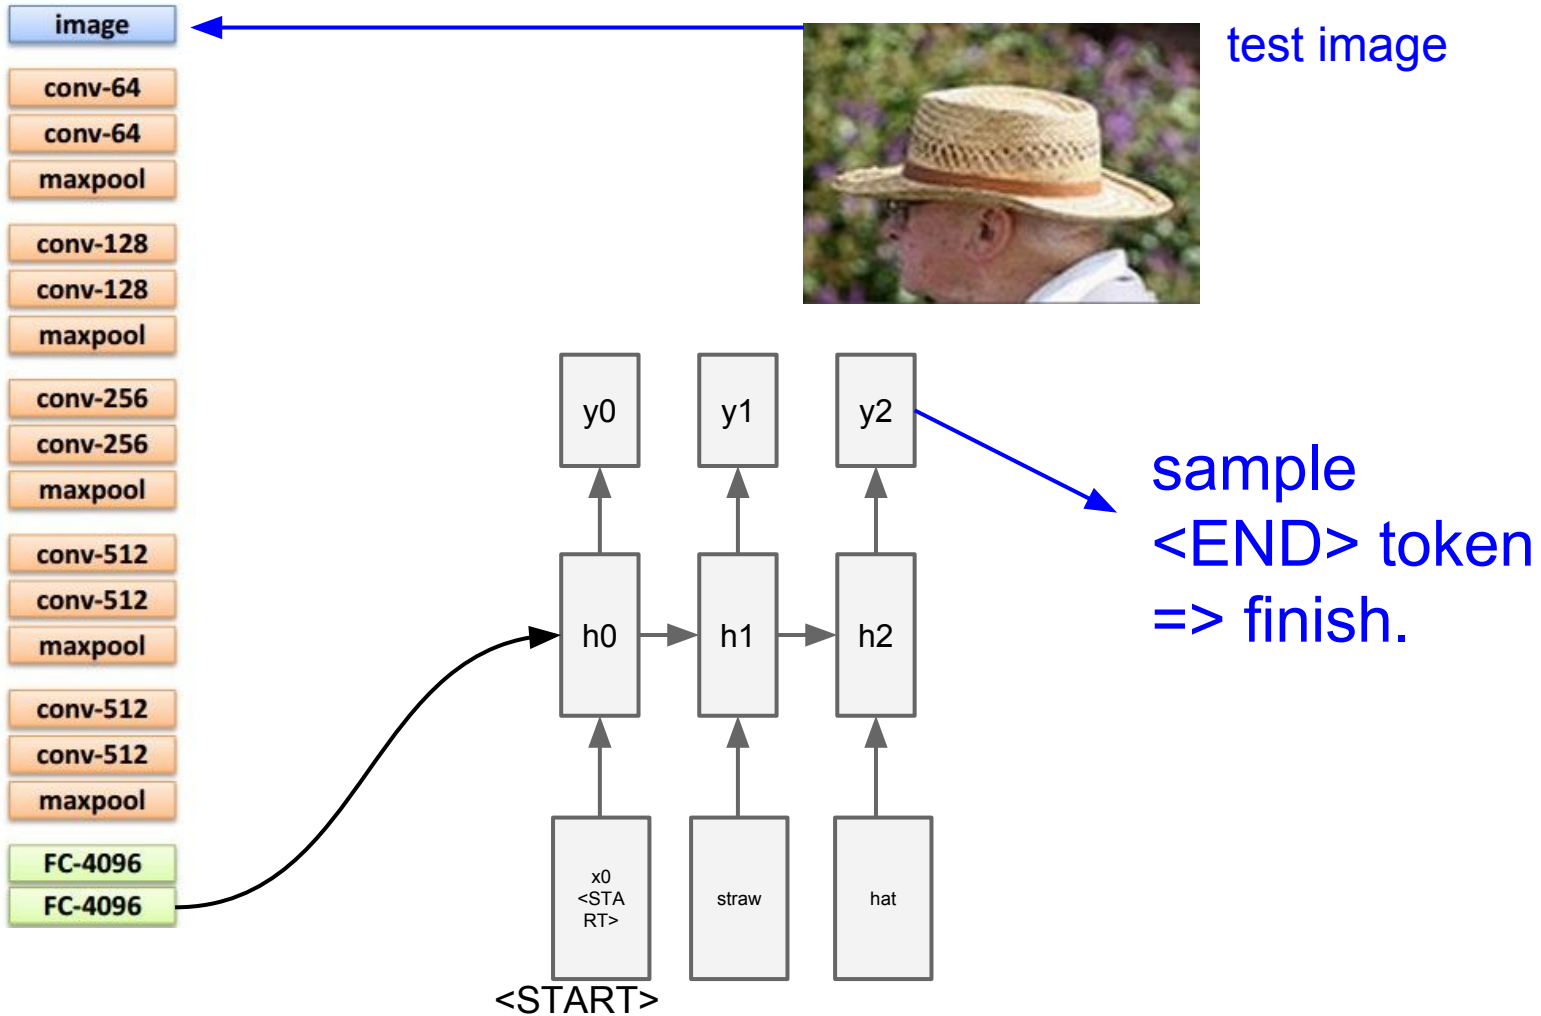 image
conv-64
conv-64
maxpool
conv-128
conv-128
maxpool
conv-256
conv-256
maxpool
conv-512
conv-512
maxpool
conv-512
conv-512
maxpool
FC-4096
FC-4096
test image
y0
y1
y2
sample
<END> token
=> finish.
h0
h1
h2
x0
<STA
RT>
straw
hat
<START>